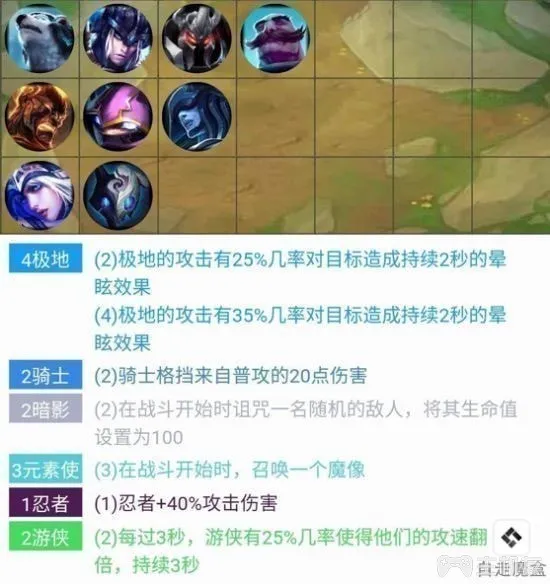 4极地
(2)极地的攻击有25%几率对目标造成持续2秒的晕
眩效果
(4)极地的攻击有35%几率对目标造成持续2秒的晕
眩效果
2骑士
(2)骑士格挡来自普攻的20点伤害
2暗影
(2)在战斗开始时诅咒一名随机的敌人，将其生命值
设置为100
3元素使
(3)在战斗开始时，召唤一个魔像
1忍者
(1)忍者+40%攻击伤害
2游侠
(2)每过3秒，游侠有25%几率使得他们的攻速翻
倍，持续3秒
自走魔盒